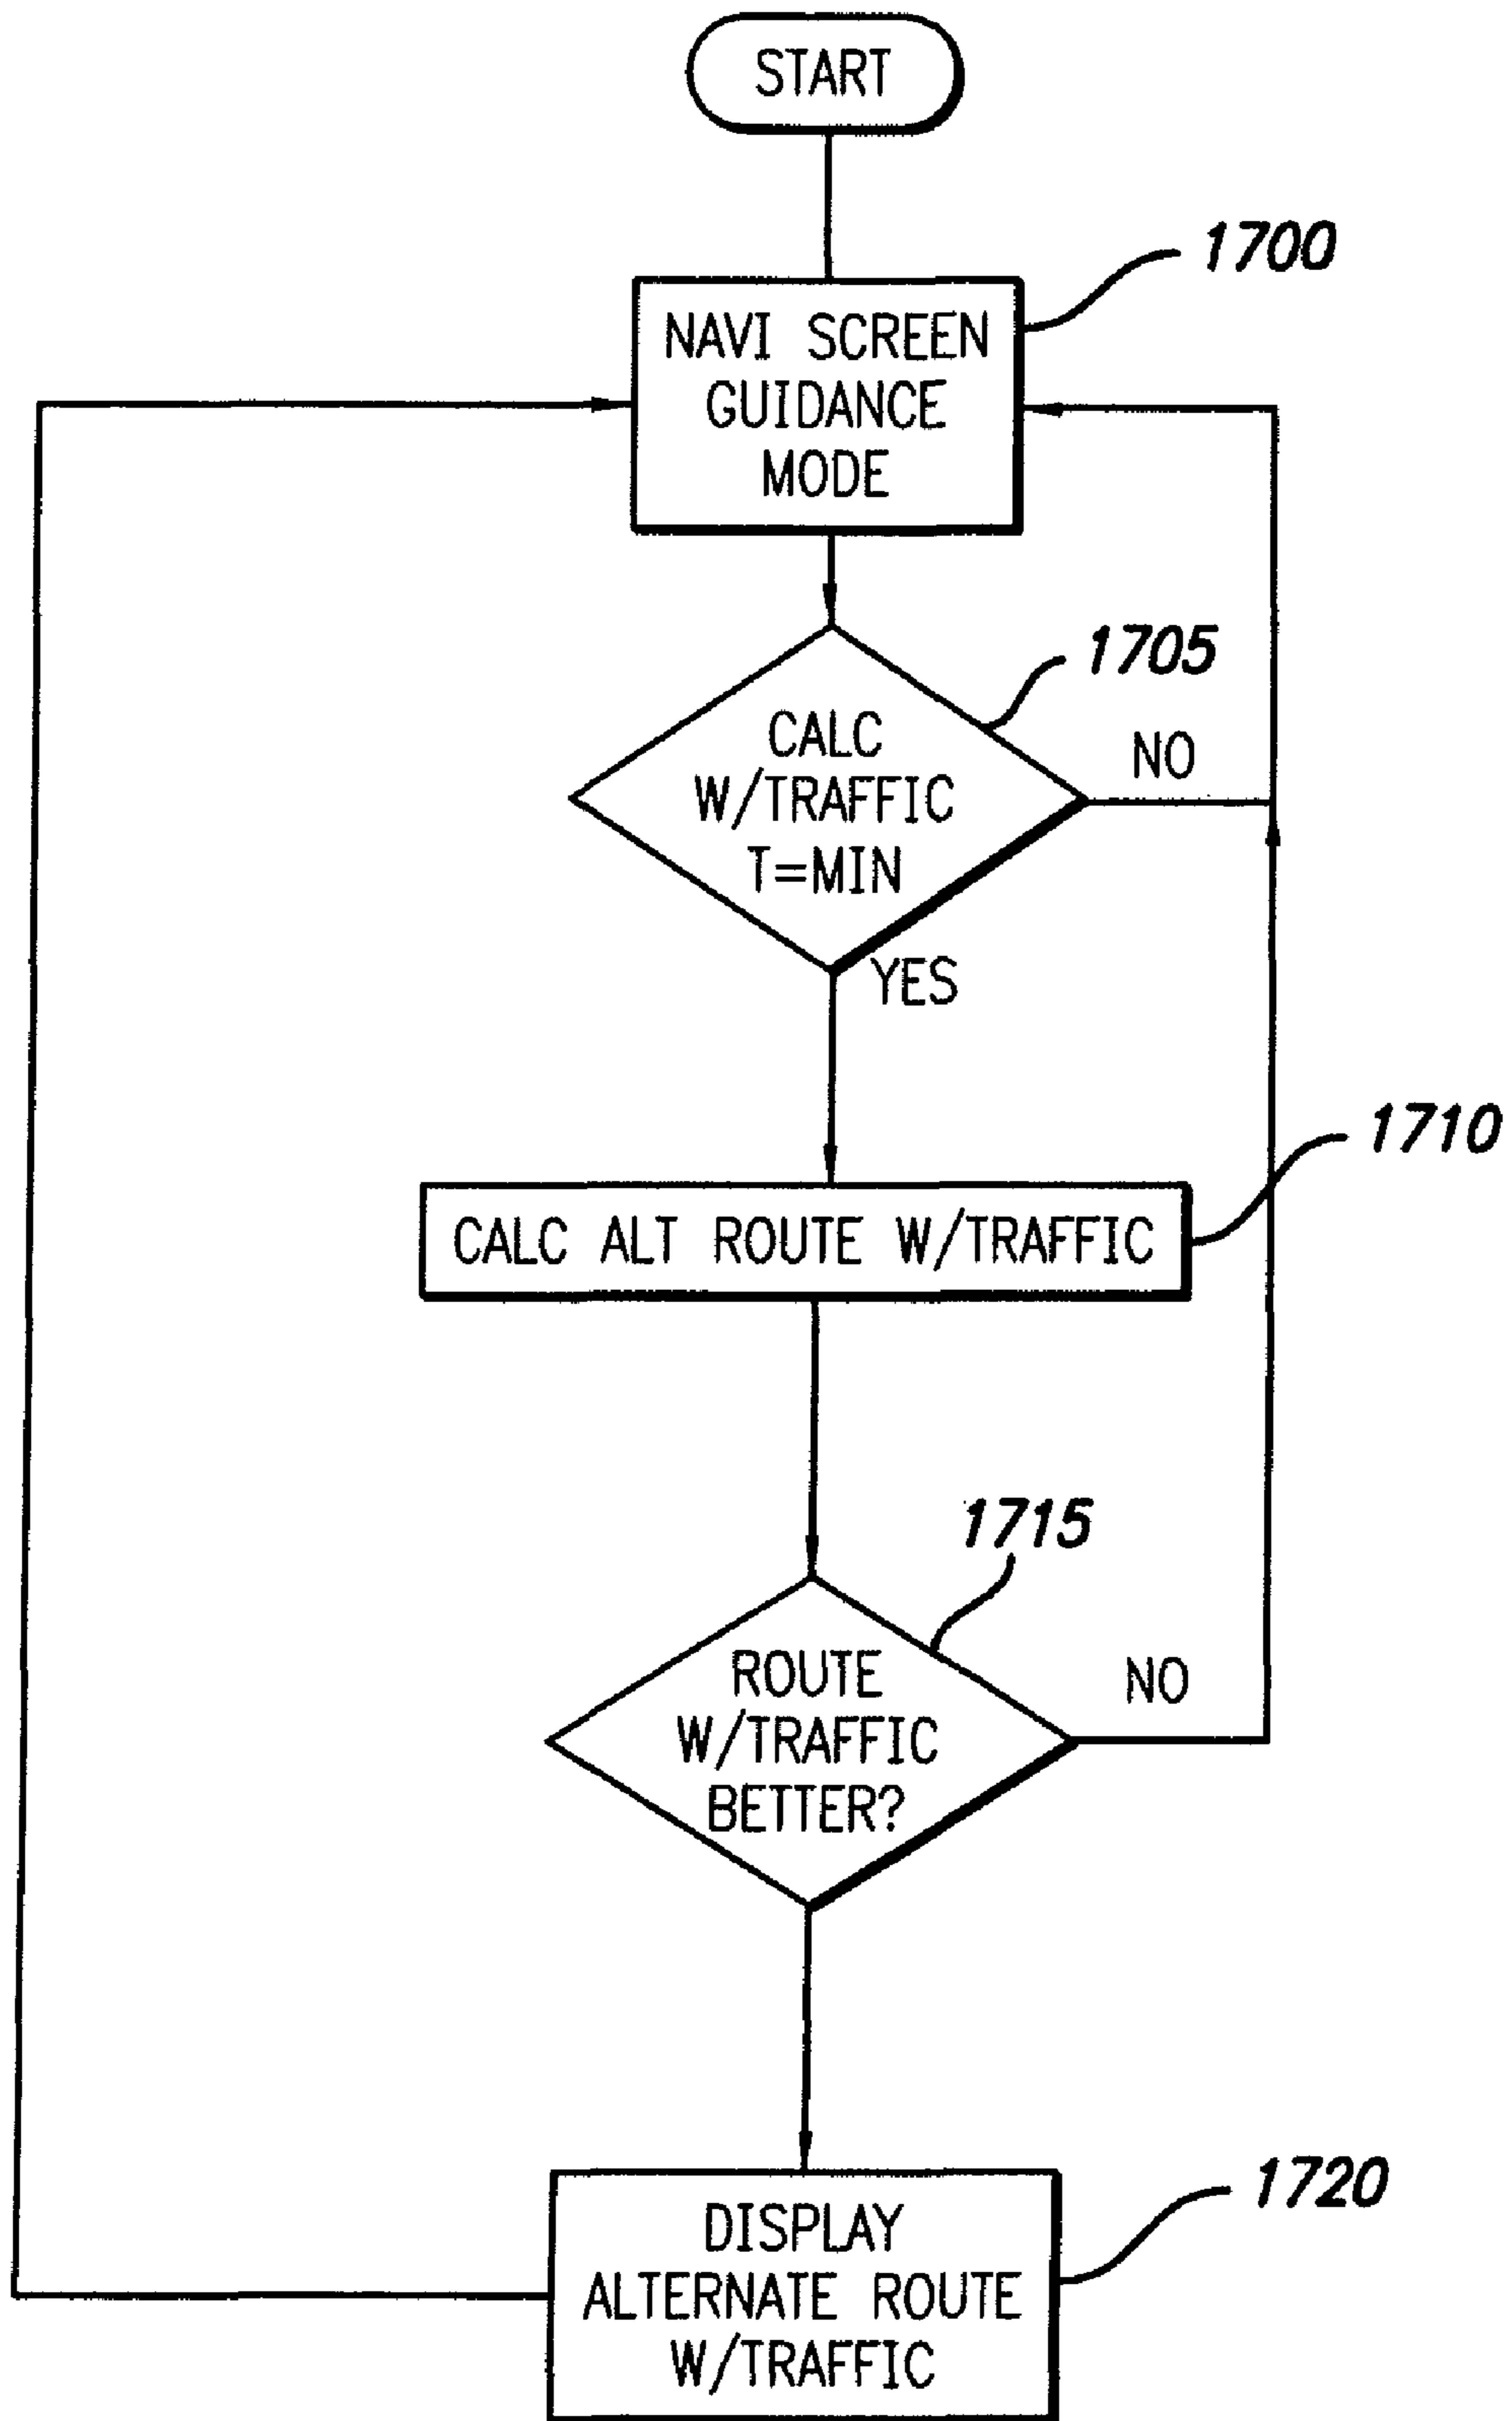 START
1700
NAVI SCREEN
GUIDANCE
MODE
1705
CALC
W/TRAFFIC
T=MIN
NO
YES
1710
CALC ALT ROUTE W/TRAFFIC
1715
ROUTE
W/TRAFFIC
BETTER?
NO
1720
DISPLAY
ALTERNATE ROUTE
W/TRAFFIC